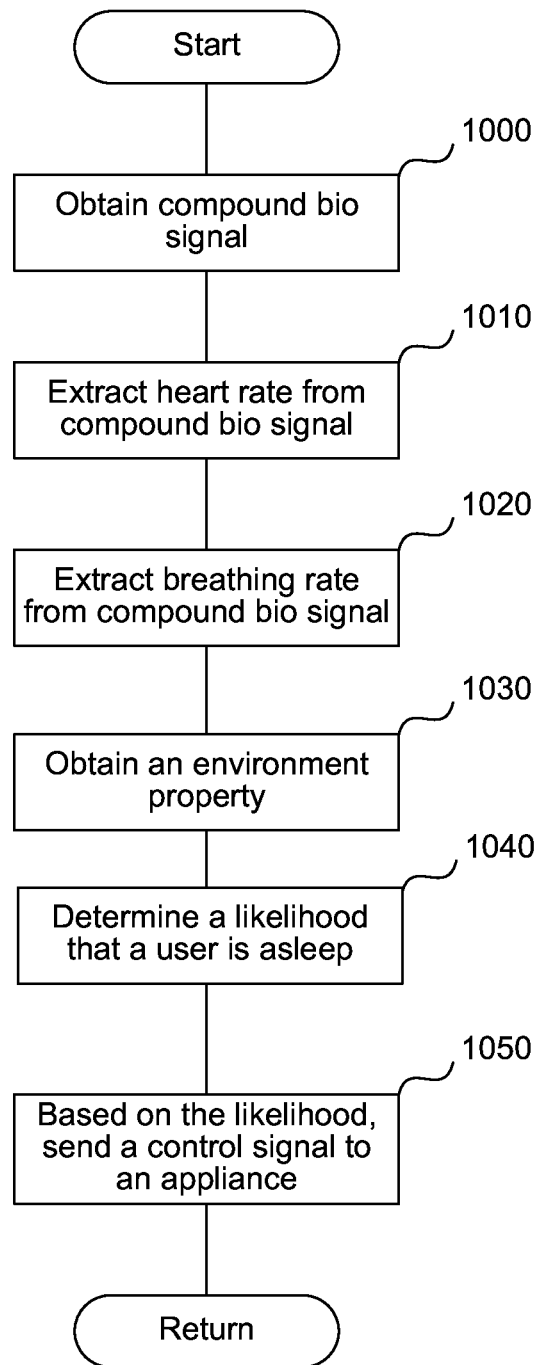 Start
1000
Obtain compound bio
signal
1010
Extract heart rate from
compound bio signal
1020
Extract breathing rate
from compound bio signal
1030
Obtain an environment
property
1040
Determine a likelihood
that a user is asleep
1050
Based on the likelihood,
send a control signal to
an appliance
Return